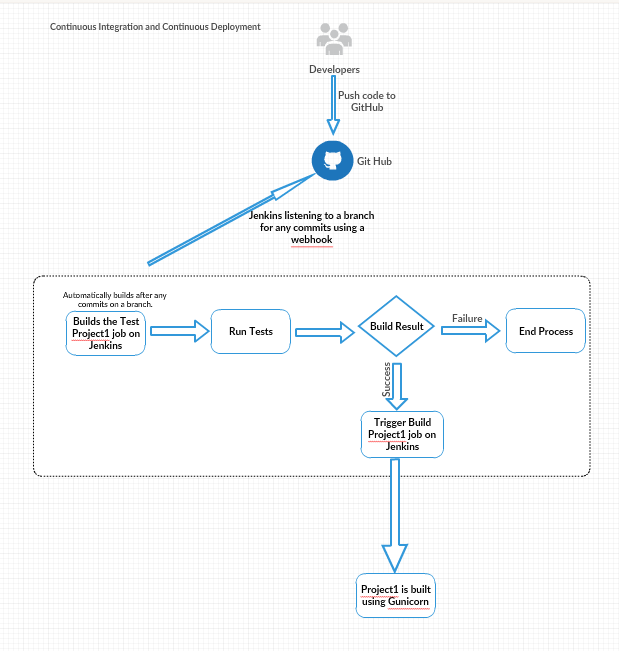 Continuous Integration and Continuous Deployment
Developers
Push code to
GitHub
Git Hub
Jenkins listening to a branch
for any commits using a
webhook
Automatically builds after any
commits on a branch.
Builds the Test
Project1 job on
Jenkins
Run Tests
Build Result
Failure
End Process
Success
Trigger Build
Project1 job on
Jenkins
Project1 is built
using Gunicorn